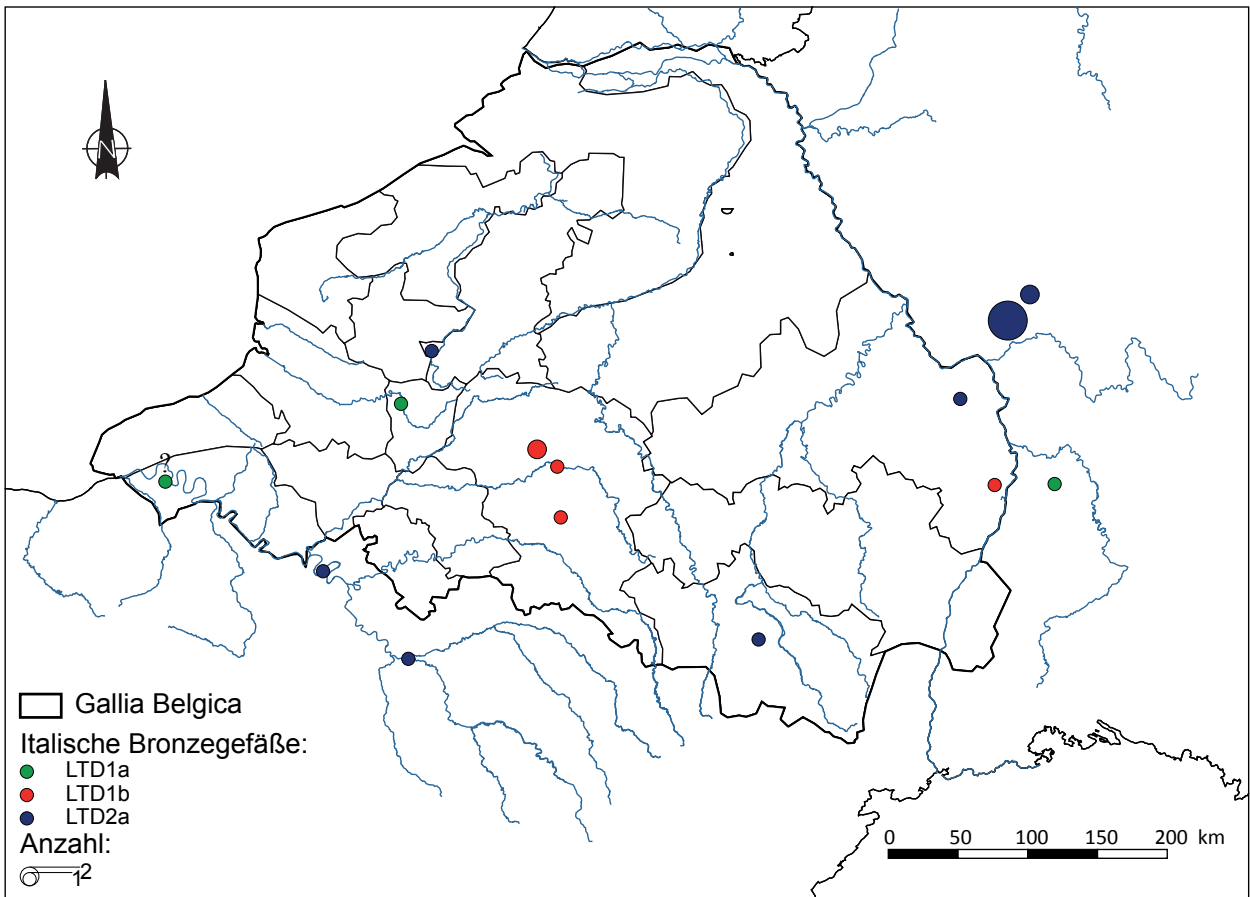 N
?
Gallia Belgica
Italische Bronzegefäße:
LTD1a
LTD1b
LTD2a
Anzahl:
1 2
0 50 100 150 200 km